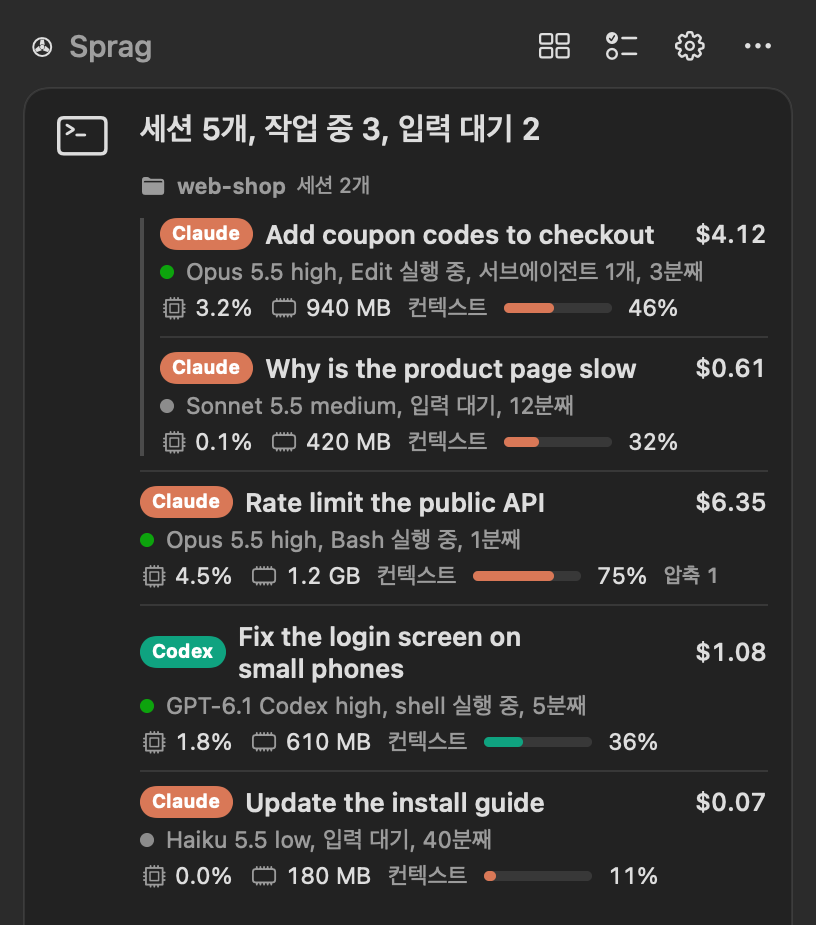 Sprag
세션 5개, 작업 중 3, 입력 대기 2
web-shop 세션 2개
Claude Add coupon codes to checkout $4.12
Opus 5.5 high, Edit 실행 중, 서브에이전트 1개, 3분째
3.2% 940 MB 컨텍스트 46%
Claude Why is the product page slow $0.61
Sonnet 5.5 medium, 입력 대기, 12분째
0.1% 420 MB 컨텍스트 32%
Claude Rate limit the public API $6.35
Opus 5.5 high, Bash 실행 중, 1분째
4.5% 1.2 GB 컨텍스트 75% 압축 1
Codex Fix the login screen on
small phones $1.08
GPT-6.1 Codex high, shell 실행 중, 5분째
1.8% 610 MB 컨텍스트 36%
Claude Update the install guide $0.07
Haiku 5.5 low, 입력 대기, 40분째
0.0% 180 MB 컨텍스트 11%